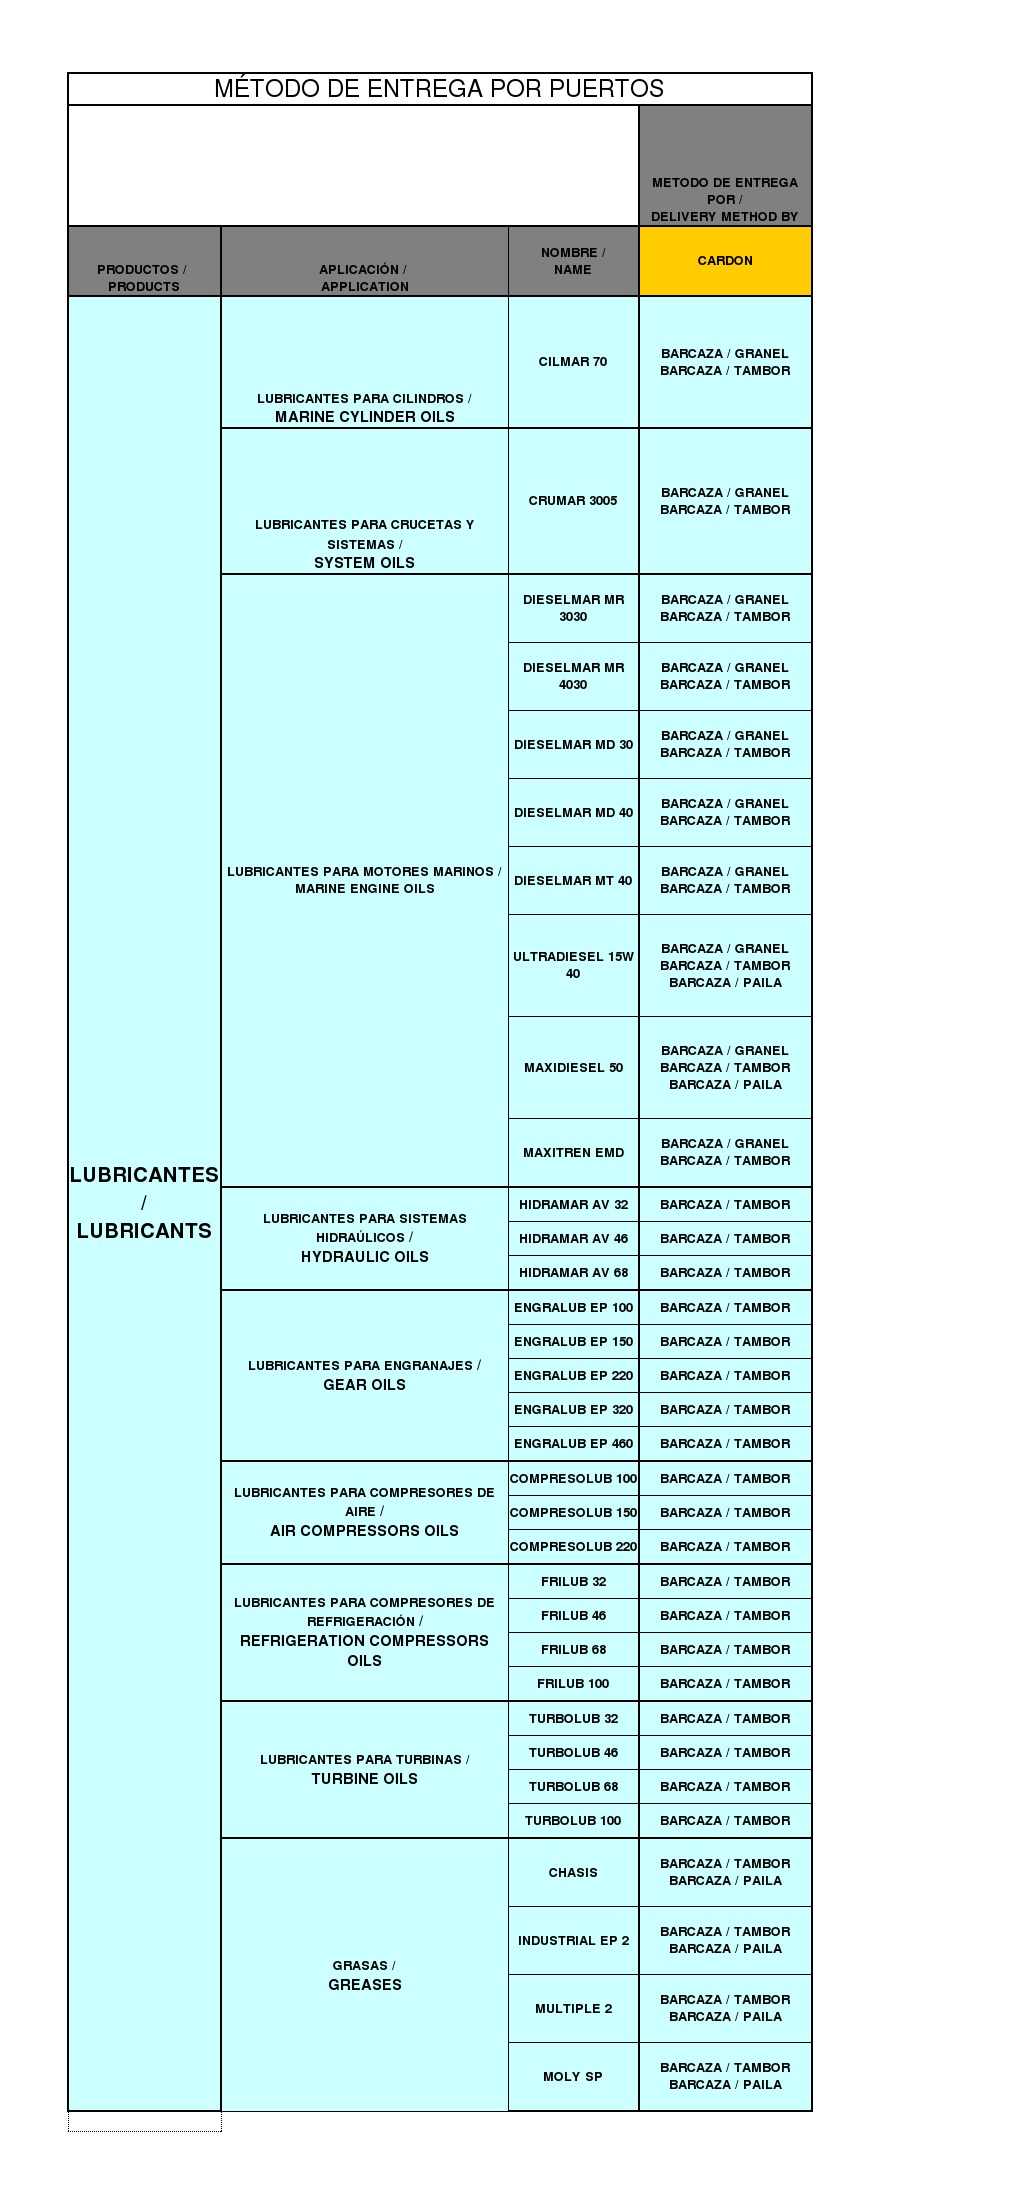 MÉTODO DE ENTREGA POR PUERTOS
METODO DE ENTREGA
POR /
DELIVERY METHOD BY
PRODUCTOS /
PRODUCTS
APLICACIÓN /
APPLICATION
NOMBRE /
NAME
CARDON
LUBRICANTES
/
LUBRICANTS
LUBRICANTES PARA CILINDROS /
MARINE CYLINDER OILS
CILMAR 70
BARCAZA / GRANEL
BARCAZA / TAMBOR
LUBRICANTES PARA CRUCETAS Y
SISTEMAS /
SYSTEM OILS
CRUMAR 3005
BARCAZA / GRANEL
BARCAZA / TAMBOR
LUBRICANTES PARA MOTORES MARINOS /
MARINE ENGINE OILS
DIESELMAR MR
3030
BARCAZA / GRANEL
BARCAZA / TAMBOR
DIESELMAR MR
4030
BARCAZA / GRANEL
BARCAZA / TAMBOR
DIESELMAR MD 30
BARCAZA / GRANEL
BARCAZA / TAMBOR
DIESELMAR MD 40
BARCAZA / GRANEL
BARCAZA / TAMBOR
DIESELMAR MT 40
BARCAZA / GRANEL
BARCAZA / TAMBOR
ULTRADIESEL 15W
40
BARCAZA / GRANEL
BARCAZA / TAMBOR
BARCAZA / PAILA
MAXIDIESEL 50
BARCAZA / GRANEL
BARCAZA / TAMBOR
BARCAZA / PAILA
MAXITREN EMD
BARCAZA / GRANEL
BARCAZA / TAMBOR
LUBRICANTES PARA SISTEMAS
HIDRAÚLICOS /
HYDRAULIC OILS
HIDRAMAR AV 32
BARCAZA / TAMBOR
HIDRAMAR AV 46
BARCAZA / TAMBOR
HIDRAMAR AV 68
BARCAZA / TAMBOR
LUBRICANTES PARA ENGRANAJES /
GEAR OILS
ENGRALUB EP 100
BARCAZA / TAMBOR
ENGRALUB EP 150
BARCAZA / TAMBOR
ENGRALUB EP 220
BARCAZA / TAMBOR
ENGRALUB EP 320
BARCAZA / TAMBOR
ENGRALUB EP 460
BARCAZA / TAMBOR
LUBRICANTES PARA COMPRESORES DE
AIRE /
AIR COMPRESSORS OILS
COMPRESOLUB 100
BARCAZA / TAMBOR
COMPRESOLUB 150
BARCAZA / TAMBOR
COMPRESOLUB 220
BARCAZA / TAMBOR
LUBRICANTES PARA COMPRESORES DE
REFRIGERACIÓN /
REFRIGERATION COMPRESSORS
OILS
FRILUB 32
BARCAZA / TAMBOR
FRILUB 46
BARCAZA / TAMBOR
FRILUB 68
BARCAZA / TAMBOR
FRILUB 100
BARCAZA / TAMBOR
LUBRICANTES PARA TURBINAS /
TURBINE OILS
TURBOLUB 32
BARCAZA / TAMBOR
TURBOLUB 46
BARCAZA / TAMBOR
TURBOLUB 68
BARCAZA / TAMBOR
TURBOLUB 100
BARCAZA / TAMBOR
GRASAS /
GREASES
CHASIS
BARCAZA / TAMBOR
BARCAZA / PAILA
INDUSTRIAL EP 2
BARCAZA / TAMBOR
BARCAZA / PAILA
MULTIPLE 2
BARCAZA / TAMBOR
BARCAZA / PAILA
MOLY SP
BARCAZA / TAMBOR
BARCAZA / PAILA